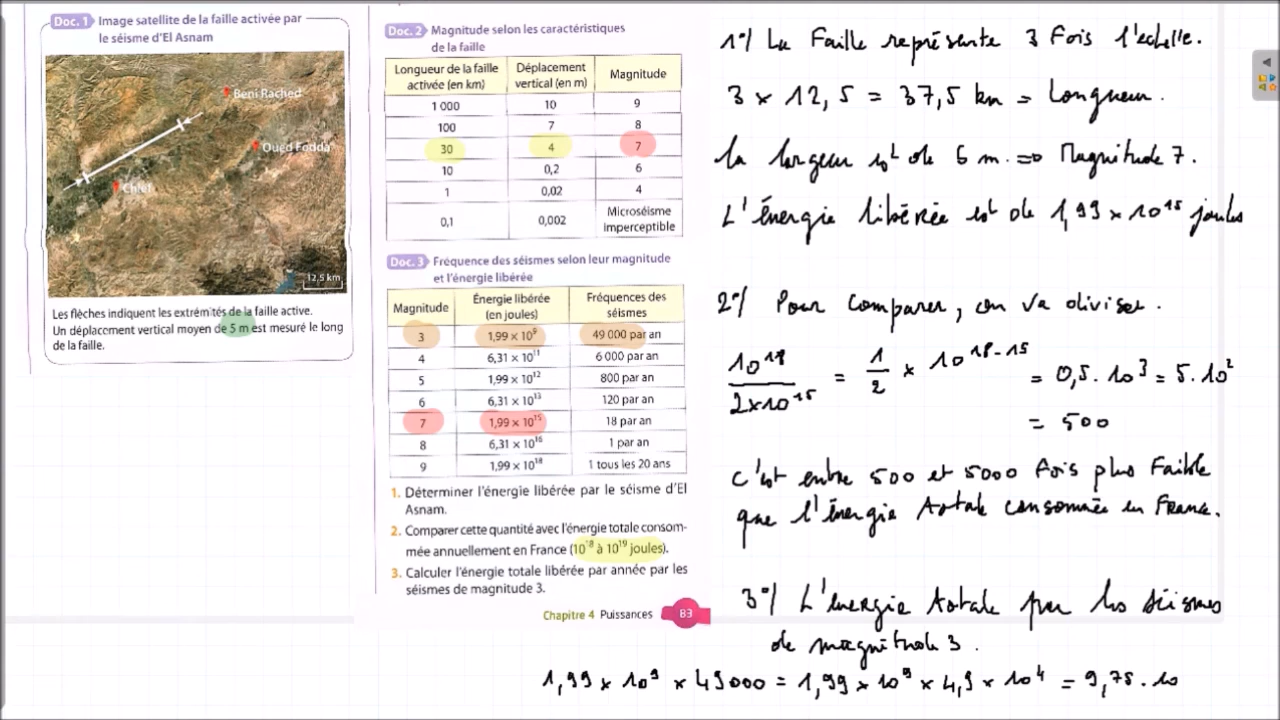 Doc. 1 Image satellite de la faille activée par
le séisme d'El Asnam
Beni Rached
Oued Fodda
Chlef
12,5 km
Les flèches indiquent les extrémités de la faille active.
Un déplacement vertical moyen de 5 m est mesuré le long
de la faille.
Doc. 2 Magnitude selon les caractéristiques
de la faille
Longueur de la faille activée (en km) Déplacement vertical (en m) Magnitude
1 000 10 9
100 7 8
30 4 7
10 0,2 6
1 0,02 4
0,1 0,002 Microséisme imperceptible
Doc. 3 Fréquence des séismes selon leur magnitude
et l'énergie libérée
Magnitude Énergie libérée (en joules) Fréquences des séismes
3 1,99 × 10⁹ 49 000 par an
4 6,31 × 10¹¹ 6 000 par an
5 1,99 × 10¹² 800 par an
6 6,31 × 10¹³ 120 par an
7 1,99 × 10¹⁵ 18 par an
8 6,31 × 10¹⁶ 1 par an
9 1,99 × 10¹⁸ 1 tous les 20 ans
1. Déterminer l'énergie libérée par le séisme d'El
Asnam.
2. Comparer cette quantité avec l'énergie totale consom-
mée annuellement en France (10¹⁸ à 10¹⁹ joules).
3. Calculer l'énergie totale libérée par année par les
séismes de magnitude 3.
Chapitre 4 Puissances 83
1°/ La Faille représente 3 Fois l'échelle.
3 × 12,5 = 37,5 km = Longueur.
la largeur est de 5 m. => Magnitude 7.
L'énergie libérée est de 1,99 × 10¹⁵ joules
2°/ Pour comparer, on va diviser.
10¹⁸ / 2×10¹⁵ = 1/2 × 10¹⁸⁻¹⁵ = 0,5 . 10³ = 5 . 10²
= 500
C'est entre 500 et 5000 Fois plus Faible
que l'énergie totale consommée en France.
3°/ L'énergie totale par les séismes
de magnitude 3.
1,99 × 10⁹ × 49000 = 1,99 × 10⁹ × 4,9 × 10⁴ = 9,75 . 10